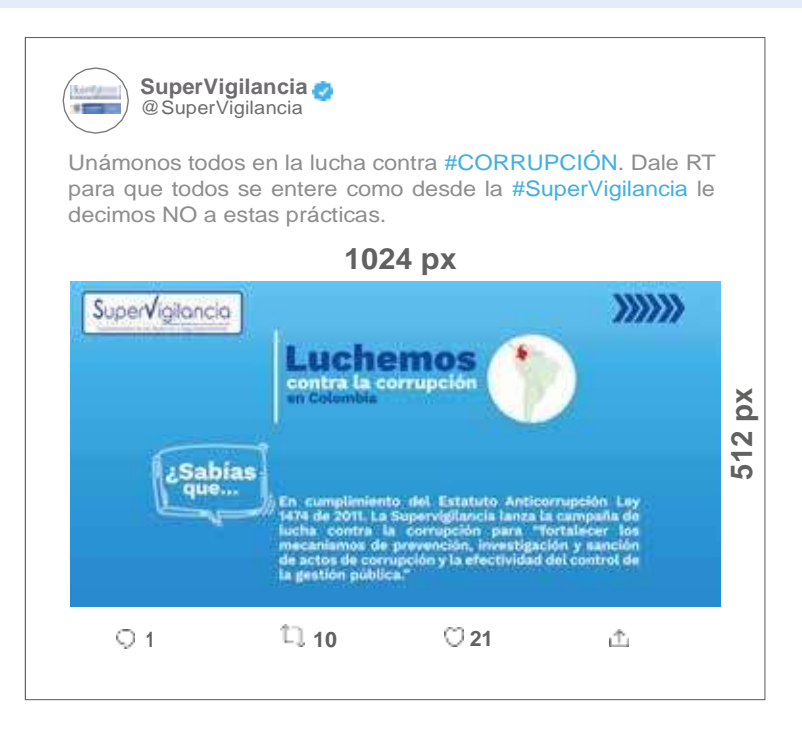 SuperVigilancia
@SuperVigilancia
Unámonos todos en la lucha contra #CORRUPCIÓN. Dale RT
para que todos se entere como desde la #SuperVigilancia le
decimos NO a estas prácticas.
1024 px
SuperVigilancia
Luchemos
contra la corrupción
en Colombia
512 px
¿Sabías
que...
En cumplimiento del Estatuto Anticorrupción Ley
1474 de 2011. La Supervigilancia lanza la campaña de
lucha contra la corrupción para "fortalecer los
mecanismos de prevención, investigación y sanción
de actos de corrupción y la efectividad del control de
la gestión pública."
1
10
21